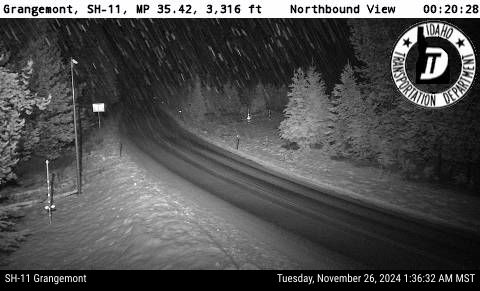 Grangemont, SH-11, MP 35.42, 3,316 ft Northbound View 00:20:28
IDAHO
TRANSPORTATION DEPARTMENT
SH-11 Grangemont Tuesday, November 26, 2024 1:36:32 AM MST